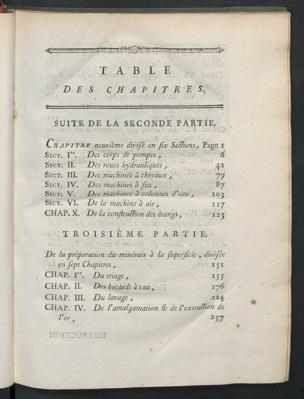 TABLE
DES CHAPITRES.
SUITE DE LA SECONDE PARTIE.
CHAPITRE neuvième divisé en six Sections, Page 1
SECT. Ire. Des corps de pompes, 6
SECT. II. Des roues hydrauliques, 42
SECT. III. Des machines à chevaux, 79
SECT. IV. Des machines à feu, 87
SECT. V. Des machines à colonnes d'eau, 103
SECT. VI. De la machine à air, 117
CHAP. X. De la construction des étangs, 123
TROISIÈME PARTIE.
De la préparation du minérais à la superficie, divisée
en sept Chapitres, 151
CHAP. Ier. Du triage, 155
CHAP. II. Des bocards à eau, 176
CHAP. III. Du lavage, 224
CHAP. IV. De l'amalgamation & de l'extraction de
l'or, 257